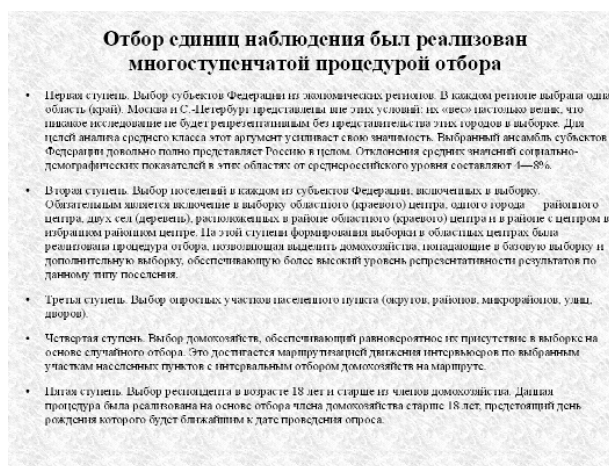 Отбор единиц наблюдения был реализован
многоступенчатой процедурой отбора
• Первая ступень. Выбор субъектов Федерации из экономических регионов. В каждом регионе выбрана одна
область (край). Москва и С.-Петербург представлены вне этих условий: их «вес» настолько велик, что
никакое исследование не будет репрезентативным без представительства этих городов в выборке. Для
целей анализа среднего класса этот аргумент усиливает свою значимость. Выбранный ансамбль субъектов
Федерации довольно полно представляет Россию в целом. Отклонения средних значений социально-
демографических показателей в этих областях от среднероссийского уровня составляют 4—8%.
• Вторая ступень. Выбор поселений в каждом из субъектов Федерации, включенных в выборку.
Обязательным является включение в выборку областного (краевого) центра, одного города — районного
центра, двух сел (деревень), расположенных в районе областного (краевого) центра и в районе с центром в
избранном районном центре. На этой ступени формирования выборки в областных центрах была
реализована процедура отбора, позволяющая выделить домохозяйства, попадающие в базовую выборку и
дополнительную выборку, обеспечивающую более высокий уровень репрезентативности результатов по
данному типу поселения.
• Третья ступень. Выбор опросных участков населенного пункта (округов, районов, микрорайонов, улиц,
дворов).
• Четвертая ступень. Выбор домохозяйств, обеспечивающий равновероятное их присутствие в выборке на
основе случайного отбора. Это достигается маршрутизацией движения интервьюеров по выбранным
участкам населенных пунктов с интервальным отбором домохозяйств на маршруте.
• Пятая ступень. Выбор респондента в возрасте 18 лет и старше из членов домохозяйства. Данная
процедура была реализована на основе отбора члена домохозяйства старше 18 лет, предстоящий день
рождения которого будет ближайшим к дате проведения опроса.